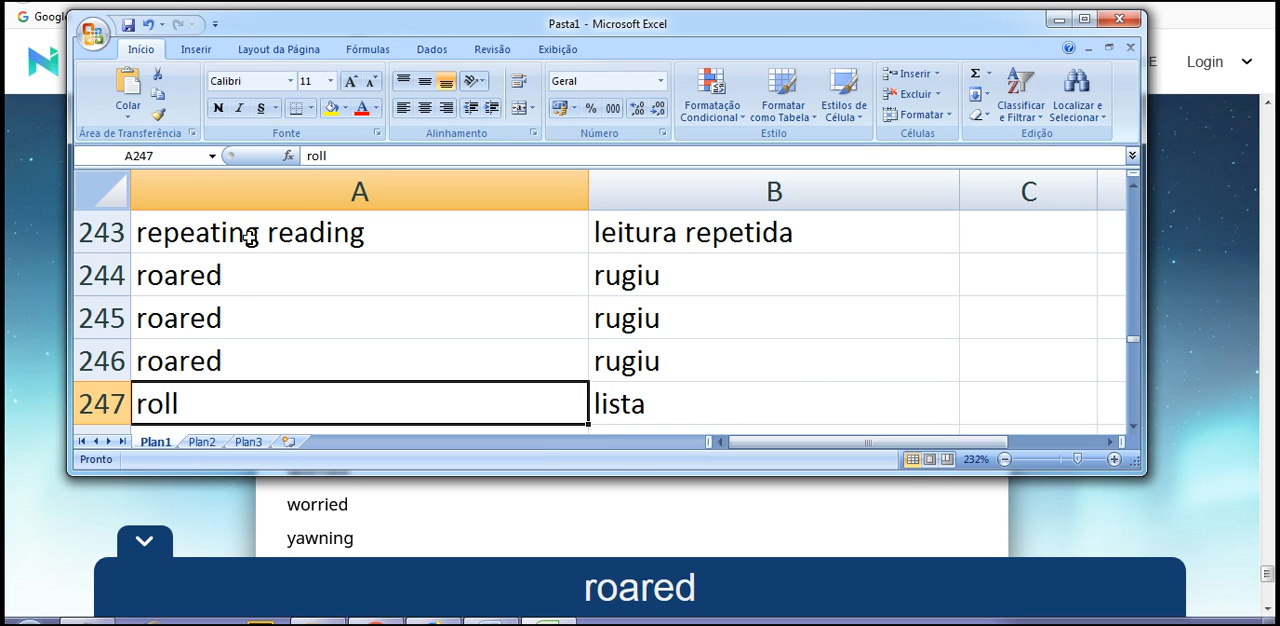 Google
Pasta1 - Microsoft Excel
Início Inserir Layout da Página Fórmulas Dados Revisão Exibição
Login
Colar
Calibri 11
N I S A
Geral
% 000
Formatação Condicional
Formatar como Tabela
Estilos de Célula
Inserir
Excluir
Formatar
Σ
Classificar e Filtrar
Localizar e Selecionar
Área de Transferência Fonte Alinhamento Número Estilo Células Edição
A247 fx roll
A B C
243 repeating reading leitura repetida
244 roared rugiu
245 roared rugiu
246 roared rugiu
247 roll lista
Plan1 Plan2 Plan3
Pronto 232%
worried
yawning
roared